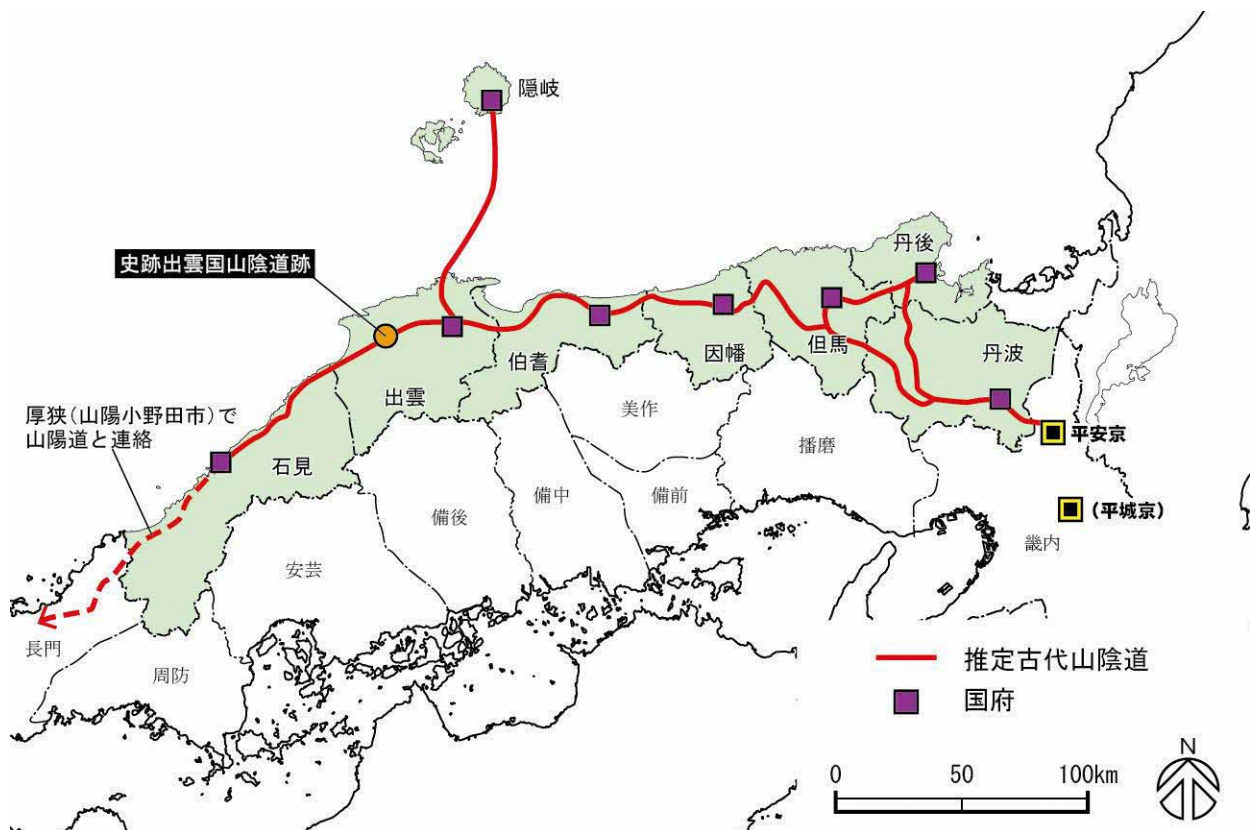 隠岐
丹後
史跡出雲国山陰道跡
但馬
丹波
因幡
伯耆
出雲
美作
厚狭(山陽小野田市)で
山陽道と連絡
平安京
播磨
石見
備中
備前
備後
(平城京)
畿内
安芸
長門
周防
推定古代山陰道
国府
N
0 50 100km